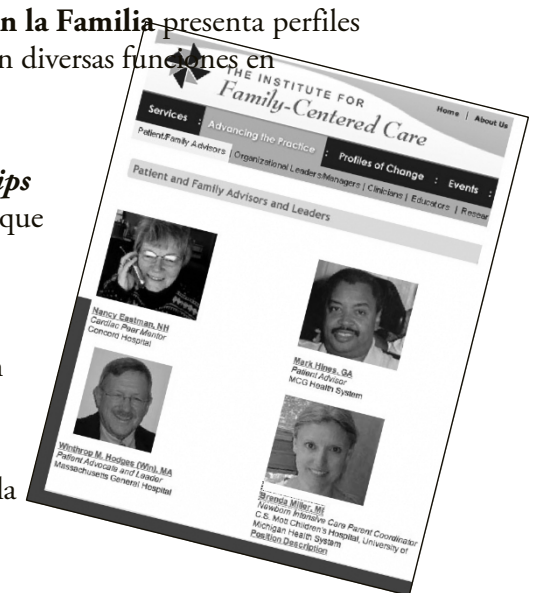 n la Familia presenta perfiles
n diversas funciones en
ips
que
n
la
THE INSTITUTE FOR
Family-Centered Care
Home | About Us
Services : Advancing the Practice : Profiles of Change : Events :
Patient/Family Advisors | Organizational Leaders/Managers | Clinicians | Educators | Resear
Patient and Family Advisors and Leaders
Nancy Eastman, NH
Cardiac Peer Mentor
Concord Hospital
Mark Hines, GA
Patient Advisor
MCG Health System
Winthrop M. Hodges (Win), MA
Patient Advocate and Leader
Massachusetts General Hospital
Brenda Miller, MI
Newborn Intensive Care Parent Coordinator
C.S. Mott Children's Hospital, University of
Michigan Health System
Position Description